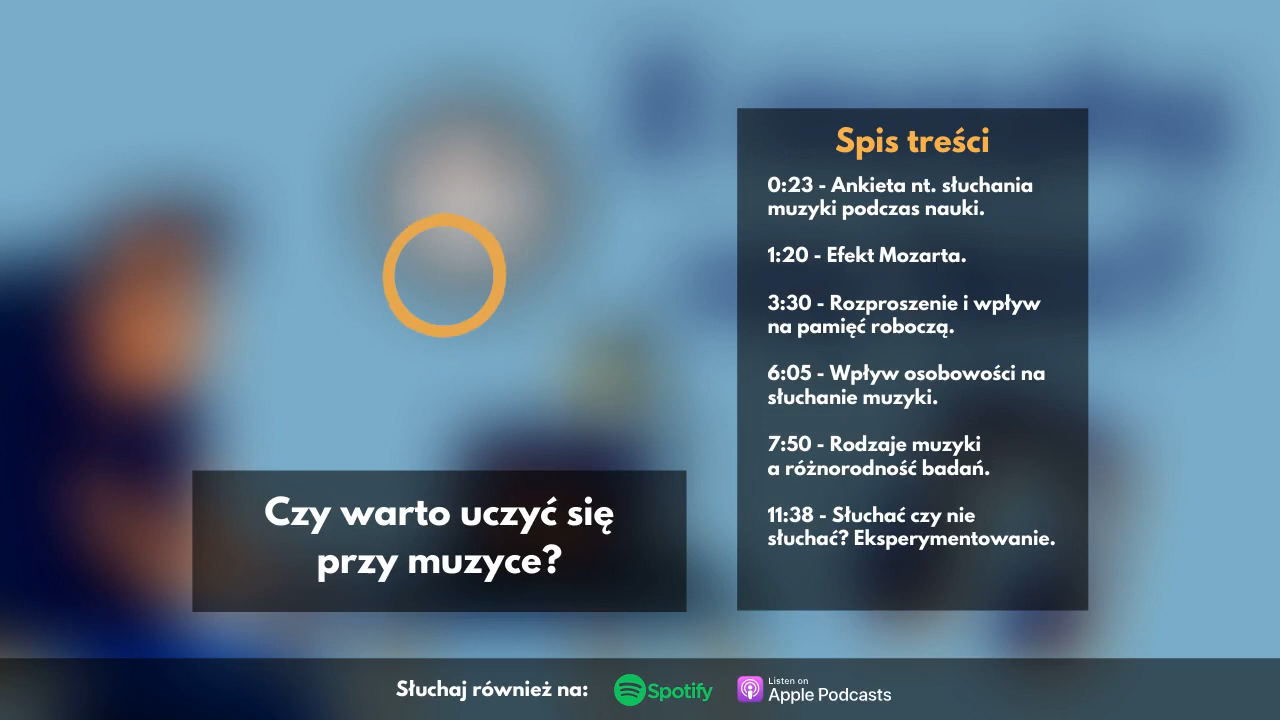 Spis treści
0:23 - Ankieta nt. słuchania
muzyki podczas nauki.
1:20 - Efekt Mozarta.
3:30 - Rozproszenie i wpływ
na pamięć roboczą.
6:05 - Wpływ osobowości na
słuchanie muzyki.
7:50 - Rodzaje muzyki
a różnorodność badań.
11:38 - Słuchać czy nie
słuchać? Eksperymentowanie.
Czy warto uczyć się
przy muzyce?
Słuchaj również na:
Spotify
Listen on
Apple Podcasts